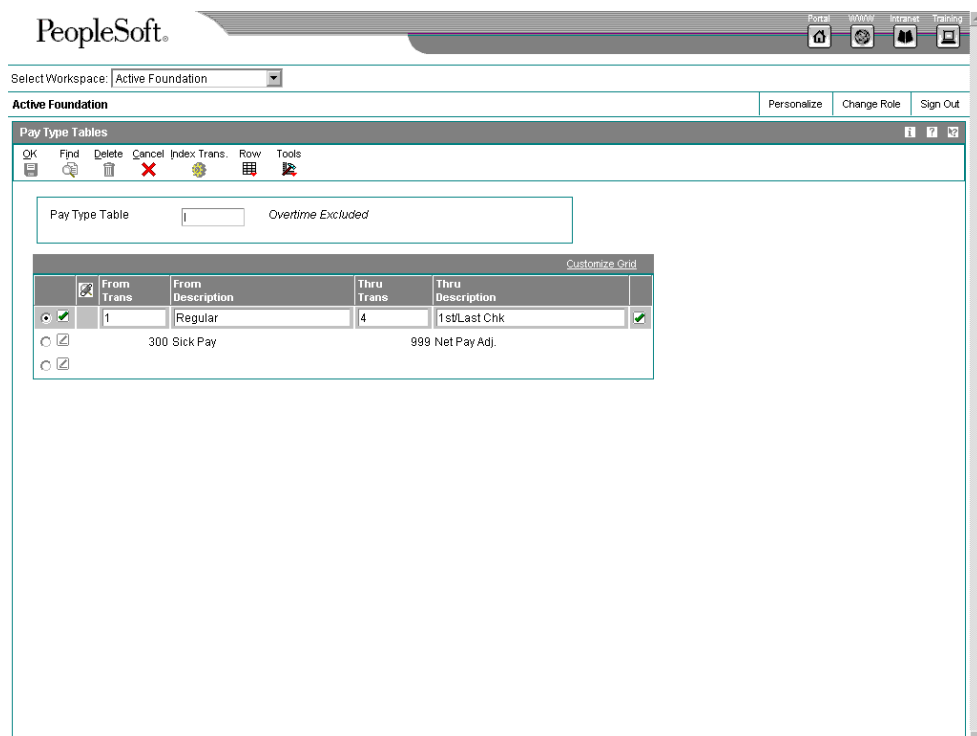 Portal WWW Intranet Training
PeopleSoft®
Select Workspace: Active Foundation
Active Foundation Personalize Change Role Sign Out
Pay Type Tables
OK Find Delete Cancel Index Trans. Row Tools
Pay Type Table I Overtime Excluded
Customize Grid
From Trans From Description Thru Trans Thru Description
1 Regular 4 1st/Last Chk
300 Sick Pay 999 Net Pay Adj.